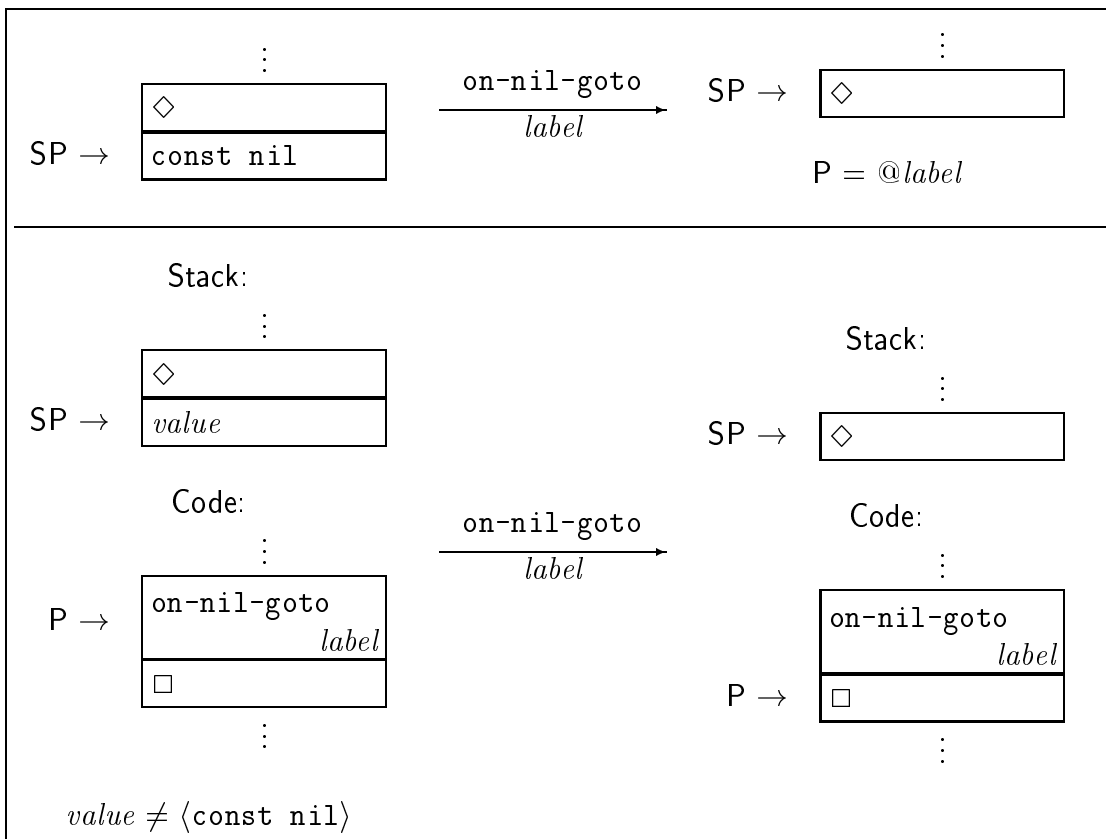 ⋮
◇
on-nil-goto
label
SP → const nil
⋮
SP → ◇
P = @label
Stack:
⋮
◇
SP → value
Code:
⋮
P → on-nil-goto
label
□
⋮
value ≠ ⟨const nil⟩
on-nil-goto
label
Stack:
⋮
SP → ◇
Code:
⋮
on-nil-goto
label
P → □
⋮